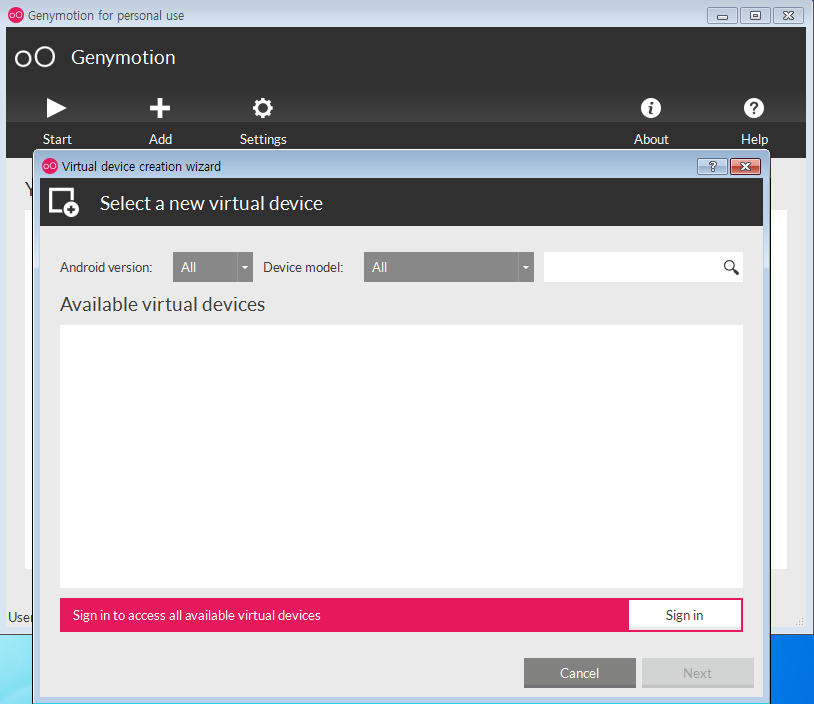 Genymotion for personal use
Genymotion
Start Add Settings About Help
Virtual device creation wizard
Select a new virtual device
Android version: All Device model: All
Available virtual devices
User
Sign in to access all available virtual devices Sign in
Cancel Next